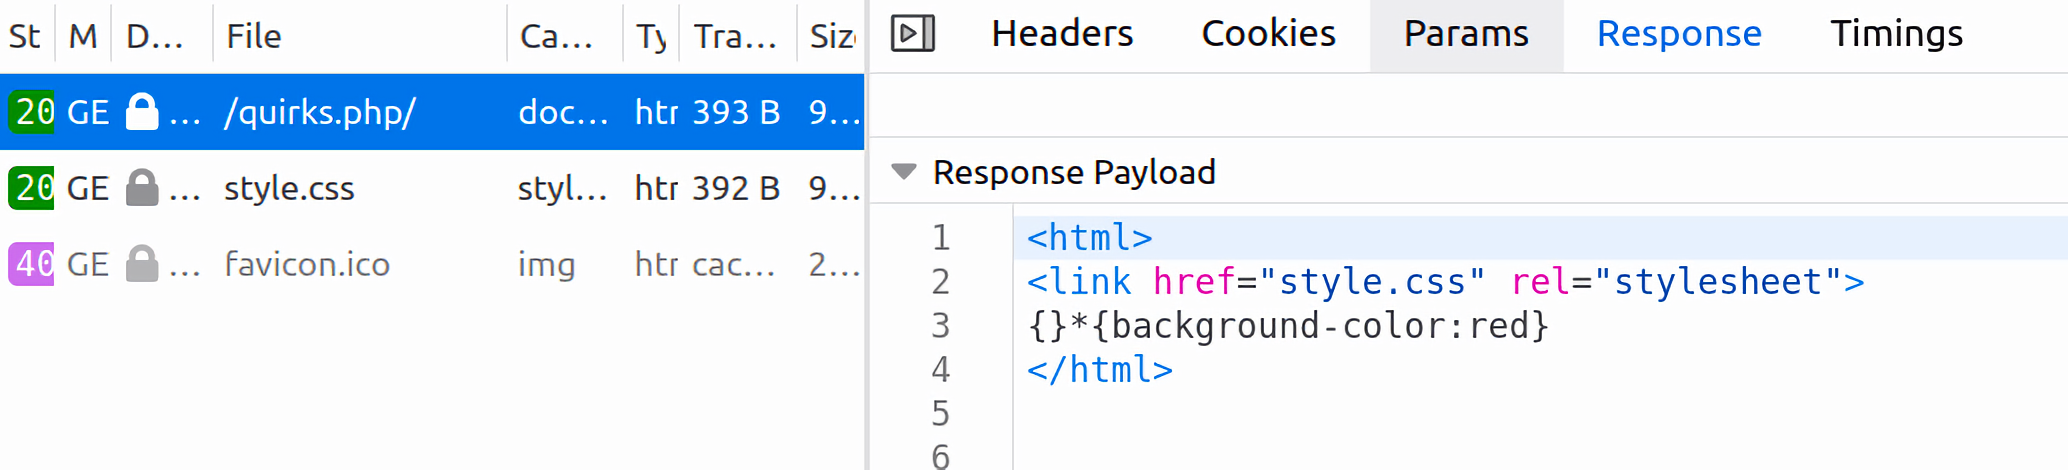 St M D... File Ca... Ty Tra... Size
20 GE ... /quirks.php/ doc... htr 393 B 9...
20 GE ... style.css styl... htr 392 B 9...
40 GE ... favicon.ico img htr cac... 2...
Headers Cookies Params Response Timings
Response Payload
1 <html>
2 <link href="style.css" rel="stylesheet">
3 {}*{background-color:red}
4 </html>
5
6